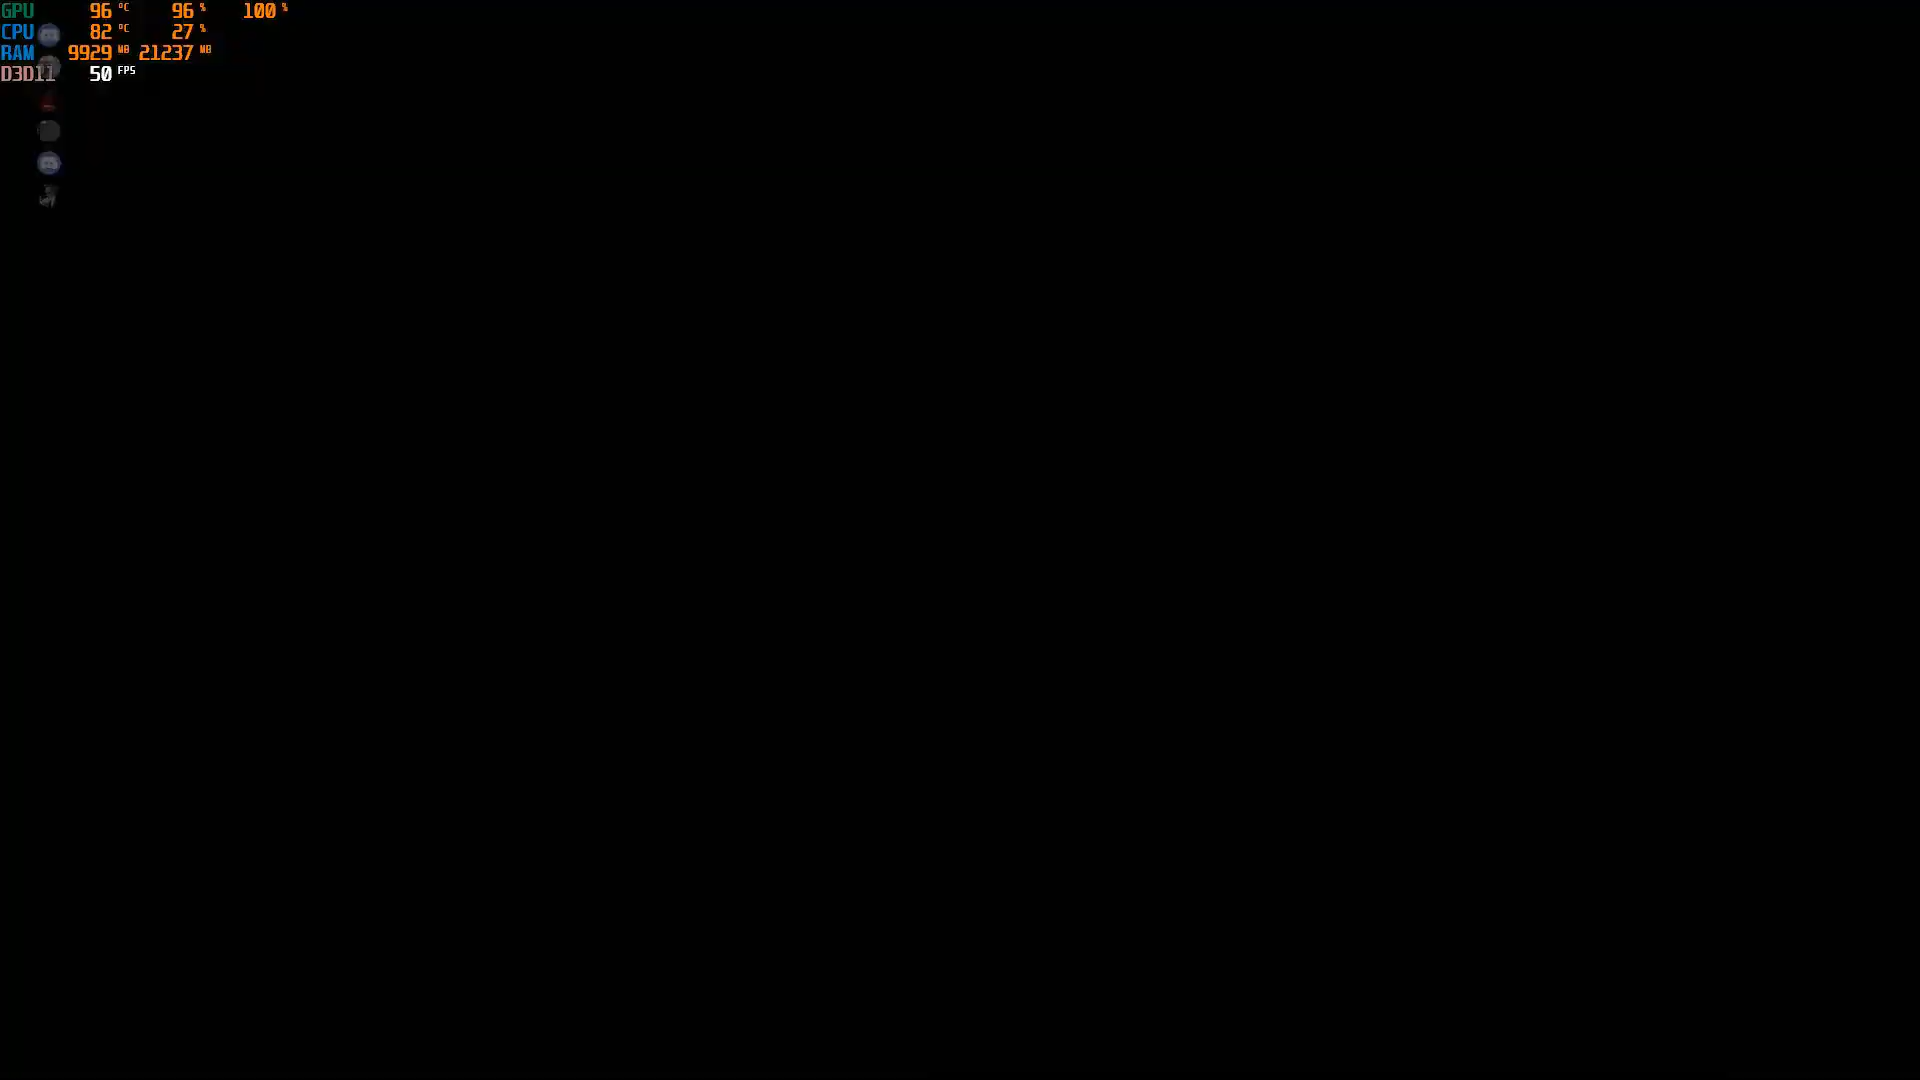 GPU 96 °C 96 % 100 %
CPU 82 °C 27 %
RAM 9929 MB 21237 MB
D3D11 50 FPS